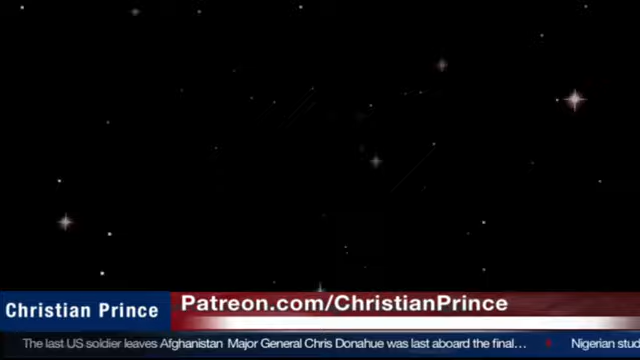 Patreon.com/ChristianPrince
Christian Prince
The last US soldier leaves Afghanistan Major General Chris Donahue was last aboard the final... Nigerian stud